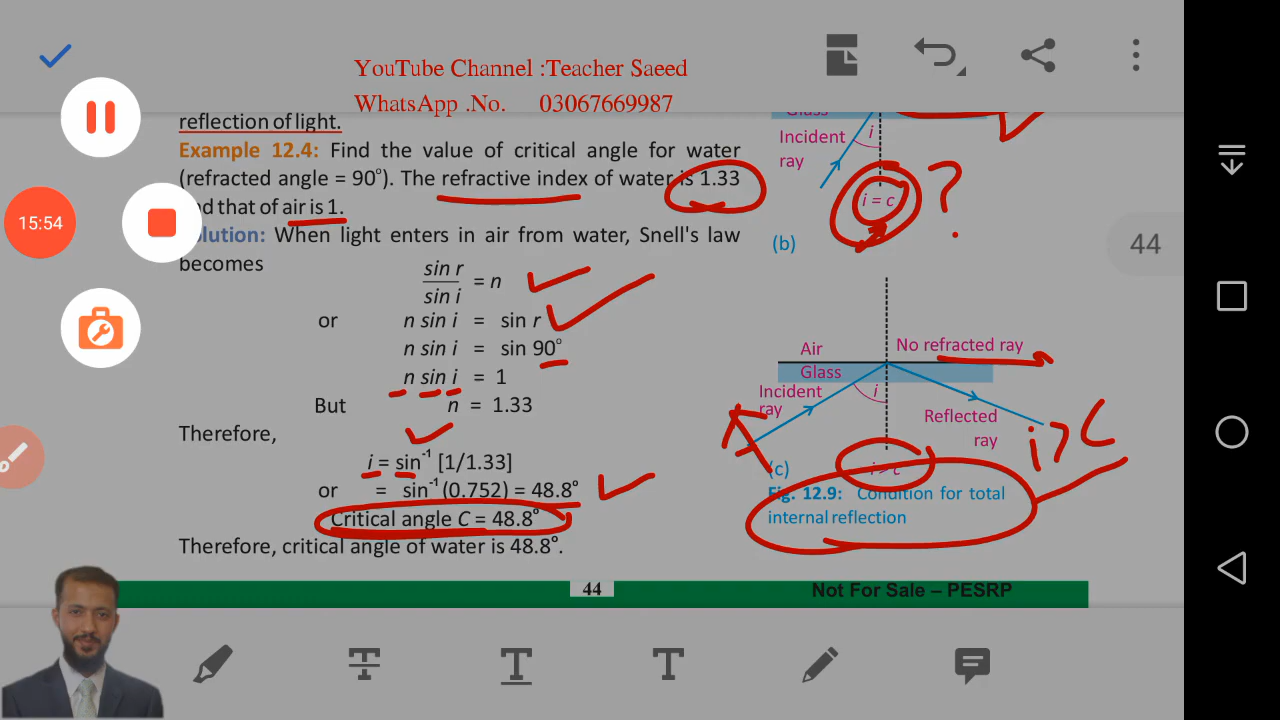 YouTube Channel :Teacher Saeed
WhatsApp .No. 03067669987
reflection of light.
Example 12.4: Find the value of critical angle for water
(refracted angle = 90°). The refractive index of water is 1.33
and that of air is 1.
Solution: When light enters in air from water, Snell's law
becomes
sin r
sin i
= n
or n sin i = sin r
n sin i = sin 90°
n sin i = 1
But n = 1.33
Therefore,
i = sin⁻¹ [1/1.33]
or = sin⁻¹ (0.752) = 48.8°
Critical angle C = 48.8°
Therefore, critical angle of water is 48.8°.
Glass
Incident
ray
i
i = c
?
(b)
Air
No refracted ray
Glass
Incident
ray
i
Reflected
ray
i > c
(c)
i > c
Fig. 12.9: Condition for total
internal reflection
44
Not For Sale – PESRP
15:54
44
T
T
T